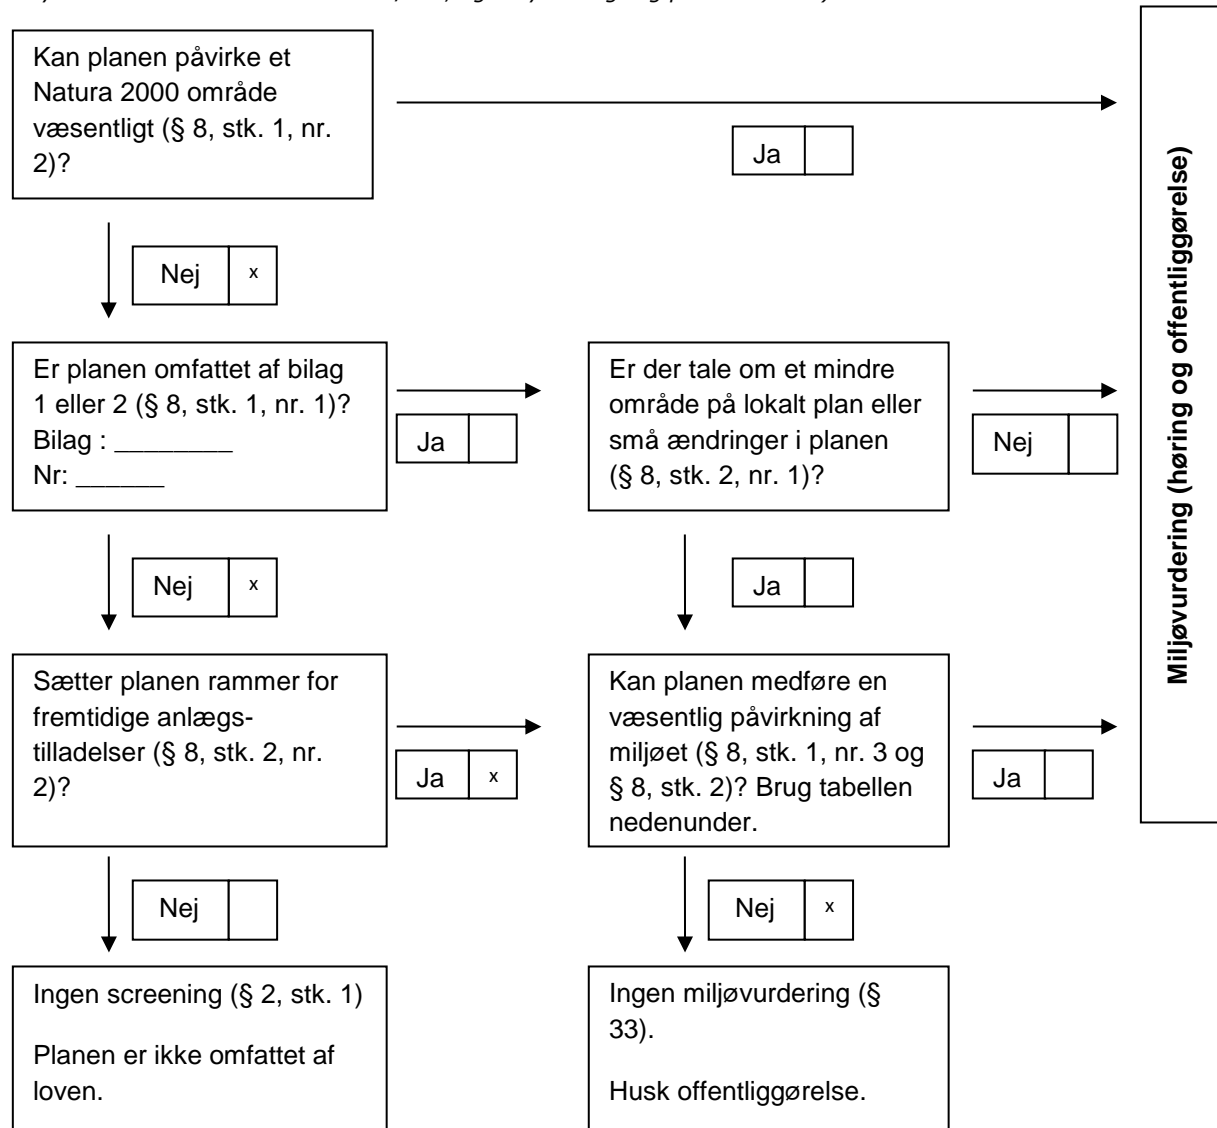 Kan planen påvirke et
Natura 2000 område
væsentligt (§ 8, stk. 1, nr.
2)?
Ja
Nej x
Er planen omfattet af bilag
1 eller 2 (§ 8, stk. 1, nr. 1)?
Bilag : ________
Nr: ______
Ja
Er der tale om et mindre
område på lokalt plan eller
små ændringer i planen
(§ 8, stk. 2, nr. 1)?
Nej
Nej x
Ja
Sætter planen rammer for
fremtidige anlægs-
tilladelser (§ 8, stk. 2, nr.
2)?
Ja x
Kan planen medføre en
væsentlig påvirkning af
miljøet (§ 8, stk. 1, nr. 3 og
§ 8, stk. 2)? Brug tabellen
nedenunder.
Ja
Nej
Nej x
Ingen screening (§ 2, stk. 1)
Planen er ikke omfattet af
loven.
Ingen miljøvurdering (§
33).
Husk offentliggørelse.
Miljøvurdering (høring og offentliggørelse)